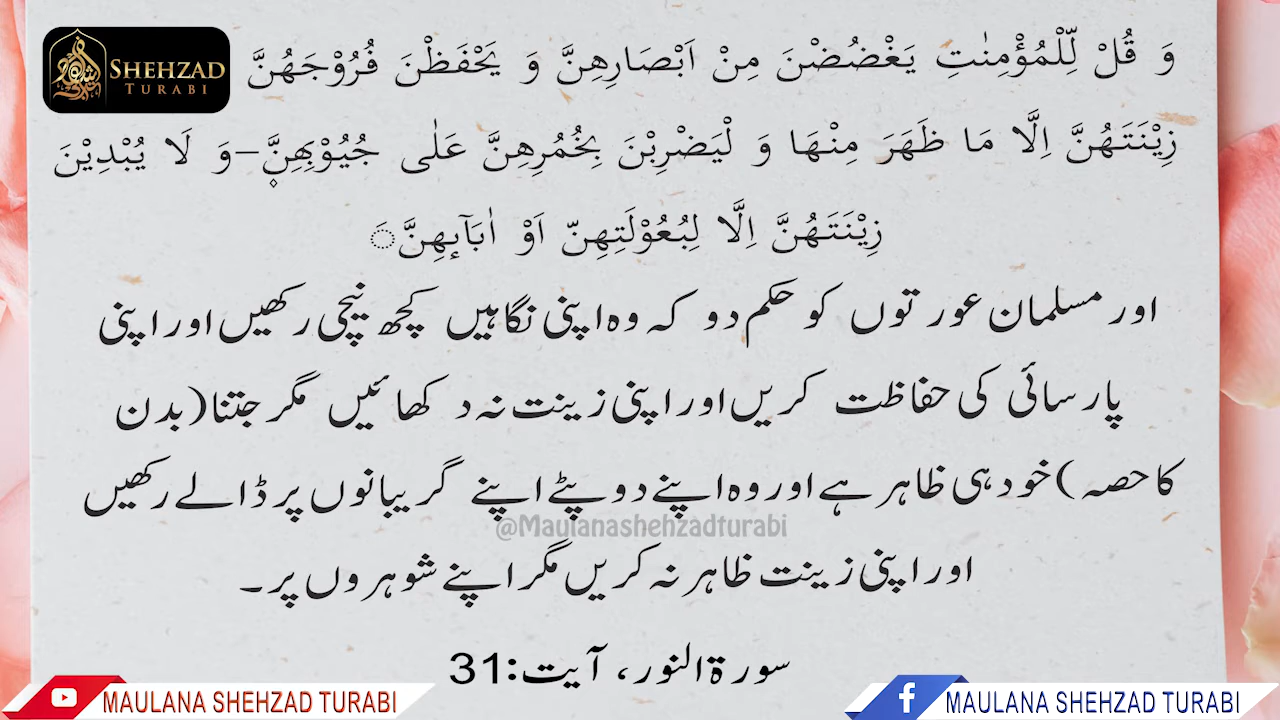 SHEHZAD
TURABI
وَ قُلْ لِّلْمُؤْمِنٰتِ یَغْضُضْنَ مِنْ اَبْصَارِهِنَّ وَ یَحْفَظْنَ فُرُوْجَهُنَّ
زِیْنَتَهُنَّ اِلَّا مَا ظَهَرَ مِنْهَا وَ لْیَضْرِبْنَ بِخُمُرِهِنَّ عَلٰى جُیُوْبِهِنَّ۪-وَ لَا یُبْدِیْنَ
زِیْنَتَهُنَّ اِلَّا لِبُعُوْلَتِهِنّ اَوْ اٰبَآىٕهِنَّ َ
اور مسلمان عورتوں کو حکم دو کہ وہ اپنی نگاہیں کچھ نیچی رکھیں اور اپنی
پارسائی کی حفاظت کریں اور اپنی زینت نہ دکھائیں مگر جتنا (بدن
کا حصہ) خود ہی ظاہر ہے اور وہ اپنے دوپٹے اپنے گریبانوں پر ڈالے رکھیں
@Maulanashehzadturabi
اور اپنی زینت ظاہر نہ کریں مگر اپنے شوہروں پر۔
سورۃ النور، آیت:31
MAULANA SHEHZAD TURABI
MAULANA SHEHZAD TURABI